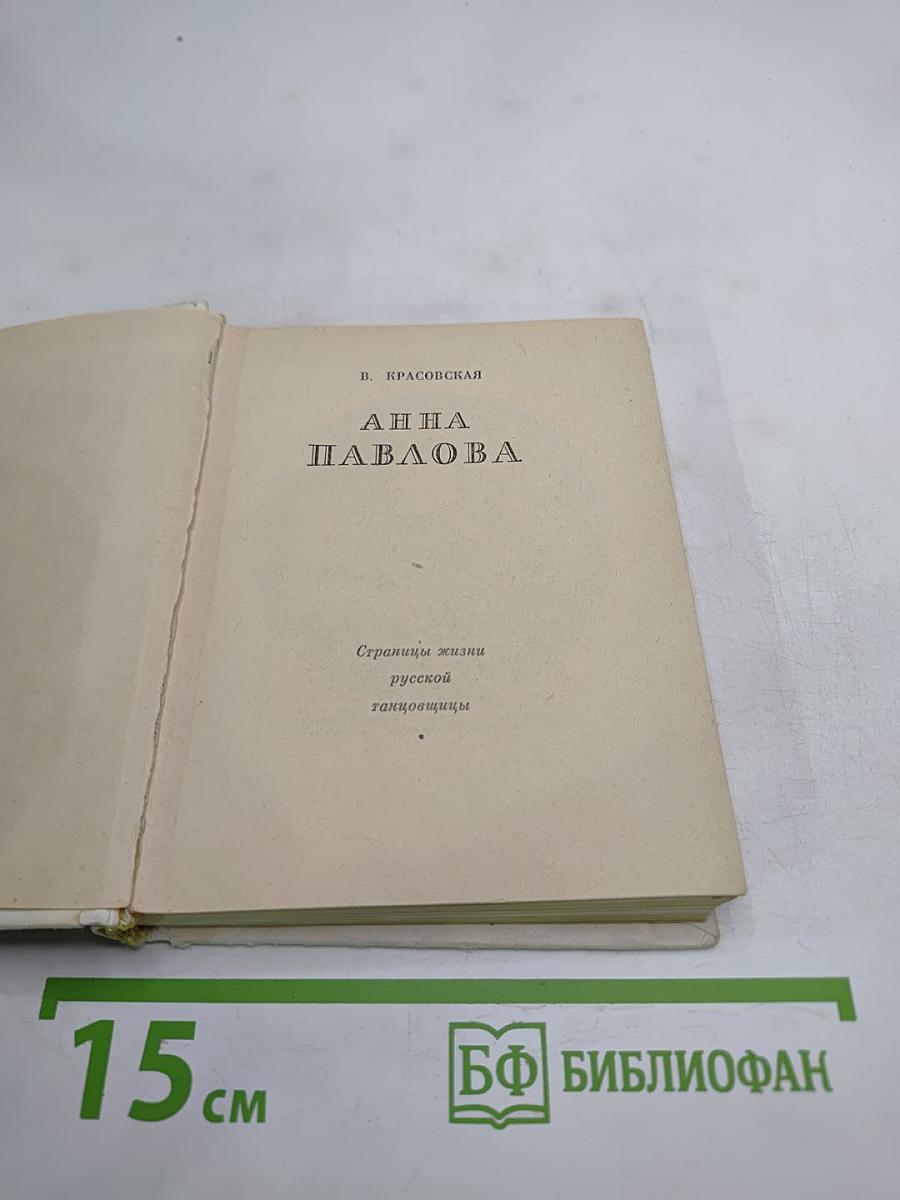 В. КРАСОВСКАЯ
АННА
ПАВЛОВА
Страницы жизни
русской
танцовщицы
15 см
БФ БИБЛИОФАН